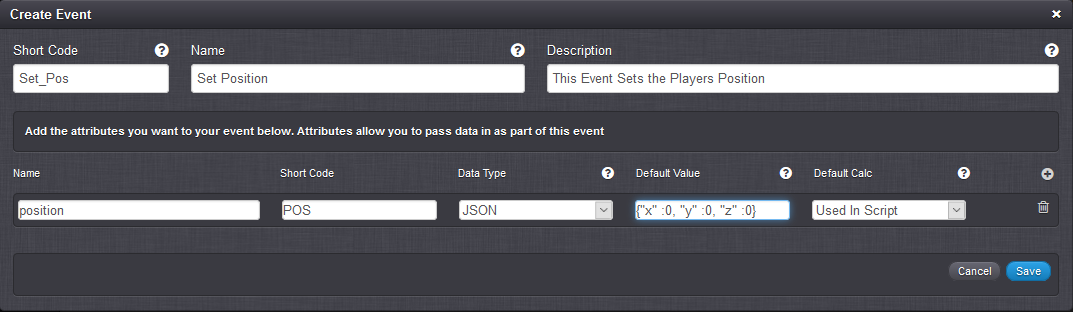 Create Event
Short Code Name Description
Set_Pos Set Position This Event Sets the Players Position
Add the attributes you want to your event below. Attributes allow you to pass data in as part of this event
Name Short Code Data Type Default Value Default Calc
position POS JSON {"x" :0, "y" :0, "z" :0} Used In Script
Cancel Save